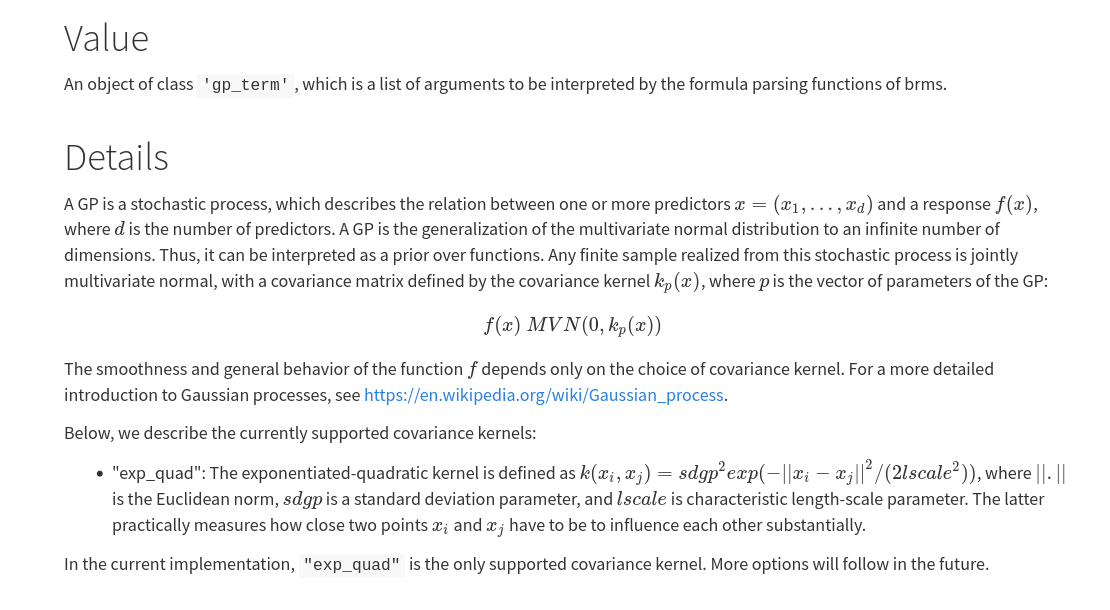 Value
An object of class 'gp_term' , which is a list of arguments to be interpreted by the formula parsing functions of brms.
Details
A GP is a stochastic process, which describes the relation between one or more predictors x = (x₁, . . . , x_d) and a response f(x),
where d is the number of predictors. A GP is the generalization of the multivariate normal distribution to an infinite number of
dimensions. Thus, it can be interpreted as a prior over functions. Any finite sample realized from this stochastic process is jointly
multivariate normal, with a covariance matrix defined by the covariance kernel k_p(x), where p is the vector of parameters of the GP:
f(x) MVN(0, k_p(x))
The smoothness and general behavior of the function f depends only on the choice of covariance kernel. For a more detailed
introduction to Gaussian processes, see https://en.wikipedia.org/wiki/Gaussian_process.
Below, we describe the currently supported covariance kernels:
• "exp_quad": The exponentiated-quadratic kernel is defined as k(x_i, x_j) = sdgp²exp(−||x_i − x_j||²/(2lscale²)), where ||. ||
is the Euclidean norm, sdgp is a standard deviation parameter, and lscale is characteristic length-scale parameter. The latter
practically measures how close two points x_i and x_j have to be to influence each other substantially.
In the current implementation, "exp_quad" is the only supported covariance kernel. More options will follow in the future.